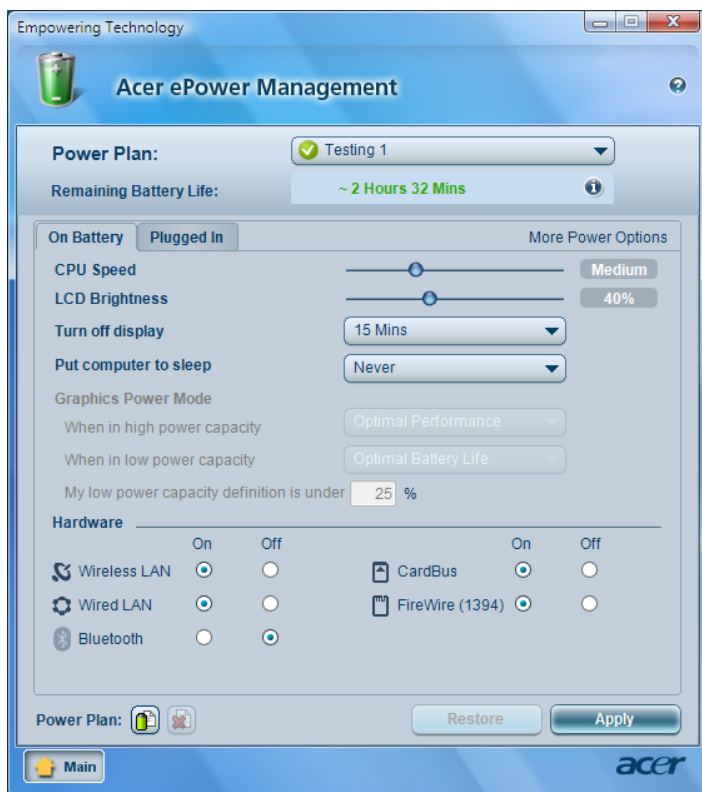 Empowering Technology
Acer ePower Management
Power Plan: Testing 1
Remaining Battery Life: ~ 2 Hours 32 Mins
On Battery Plugged In More Power Options
CPU Speed Medium
LCD Brightness 40%
Turn off display 15 Mins
Put computer to sleep Never
Graphics Power Mode
When in high power capacity Optimal Performance
When in low power capacity Optimal Battery Life
My low power capacity definition is under 25 %
Hardware
On Off On Off
Wireless LAN CardBus
Wired LAN FireWire (1394)
Bluetooth
Power Plan: Restore Apply
Main acer